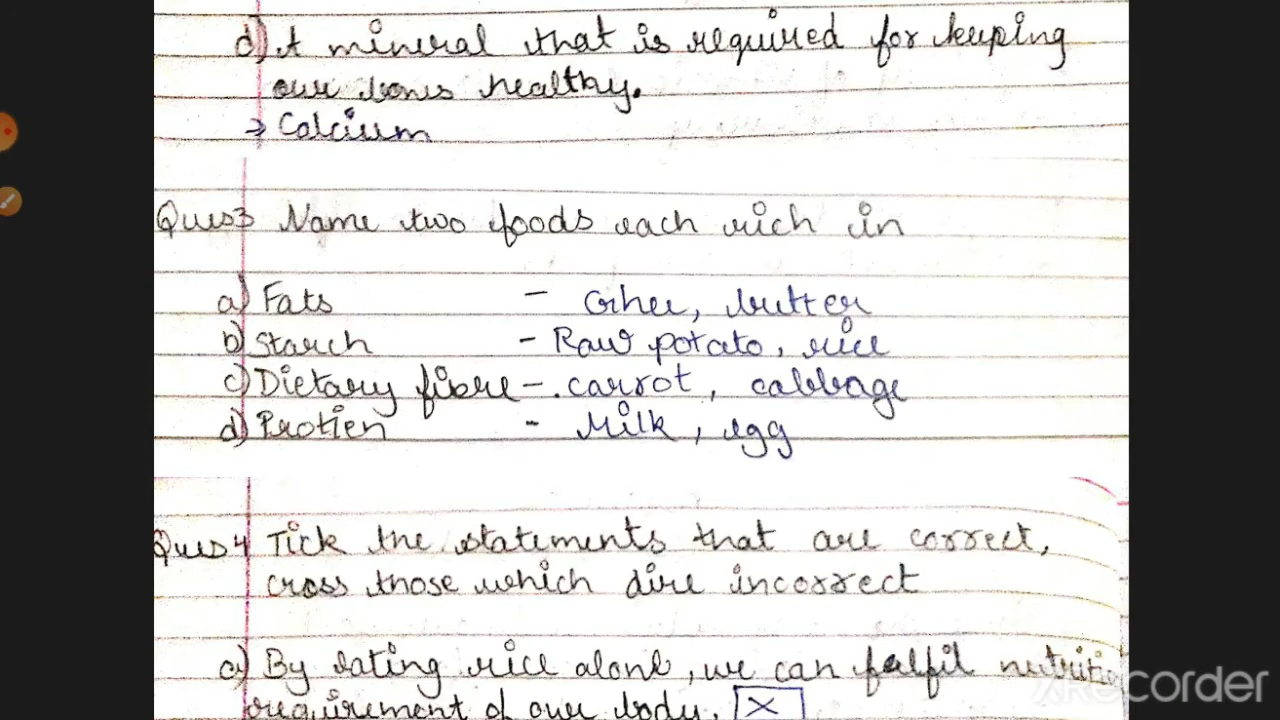 d) A mineral that is required for keeping
our bones healthy.
→ Calcium
Ques3 Name two foods each rich in
a) Fats - Ghee, butter
b) Starch - Raw potato, rice
c) Dietary fibre - carrot, cabbage
d) Protien - Milk, egg
Ques4 Tick the statements that are correct,
cross those which are incorrect
a) By eating rice alone, we can fulfil nutritio
requirement of our body. X
XRecorder